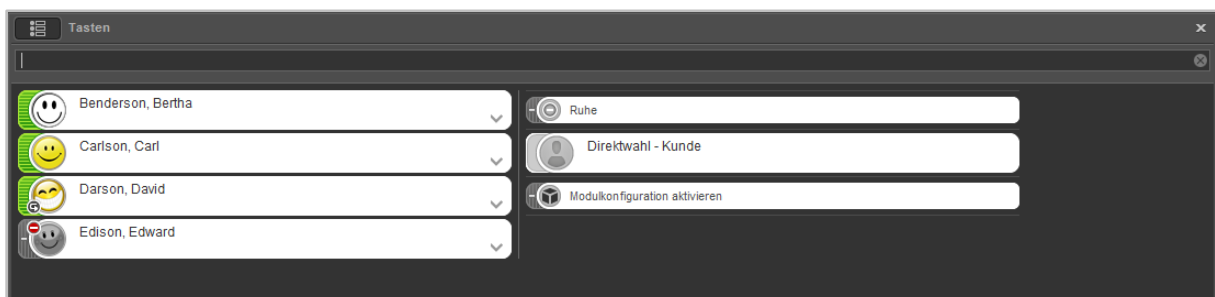 Tasten
Benderson, Bertha
Carlson, Carl
Darson, David
Edison, Edward
Ruhe
Direktwahl - Kunde
Modulkonfiguration aktivieren